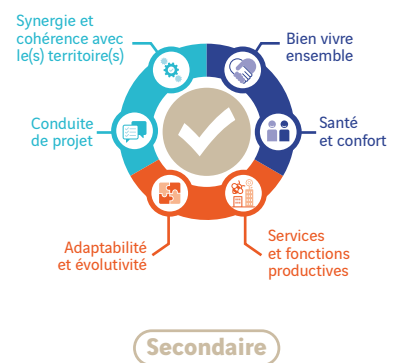 Synergie et
cohérence avec
le(s) territoire(s)
Bien vivre
ensemble
Conduite
de projet
Santé
et confort
Adaptabilité
et évolutivité
Services
et fonctions
productives
Secondaire